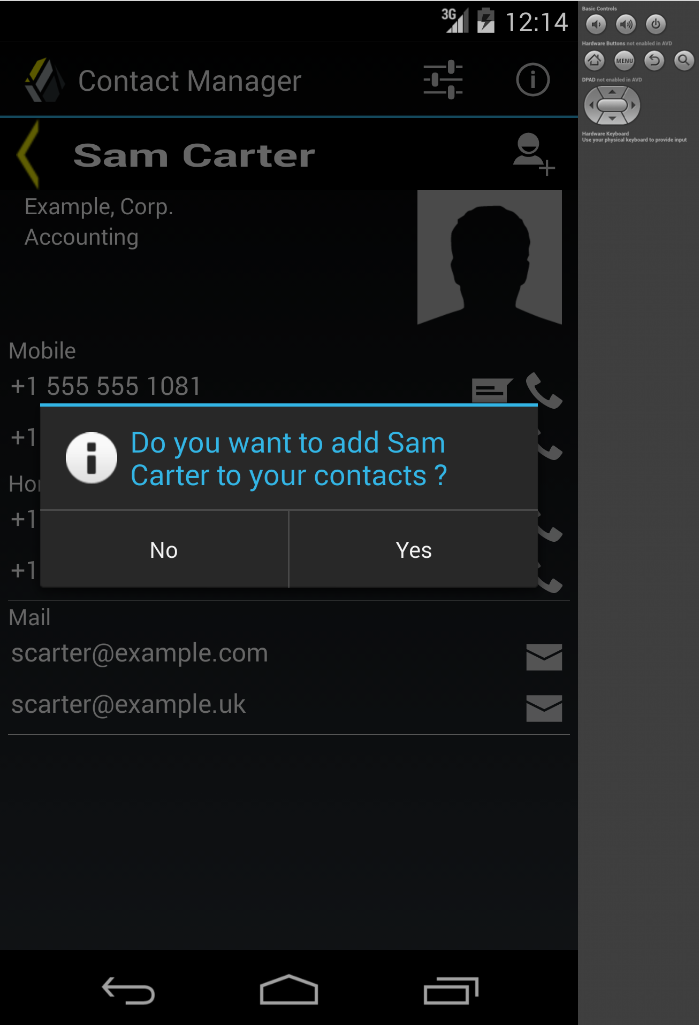 3G
12:14
Contact Manager
Sam Carter
Example, Corp.
Accounting
Mobile
+1 555 555 1081
+1
Do you want to add Sam
Carter to your contacts ?
+1
No
Yes
+1
Mail
scarter@example.com
scarter@example.uk
Basic Controls
Hardware Buttons not enabled in AVD
MENU
DPAD not enabled in AVD
Hardware Keyboard
Use your physical keyboard to provide input